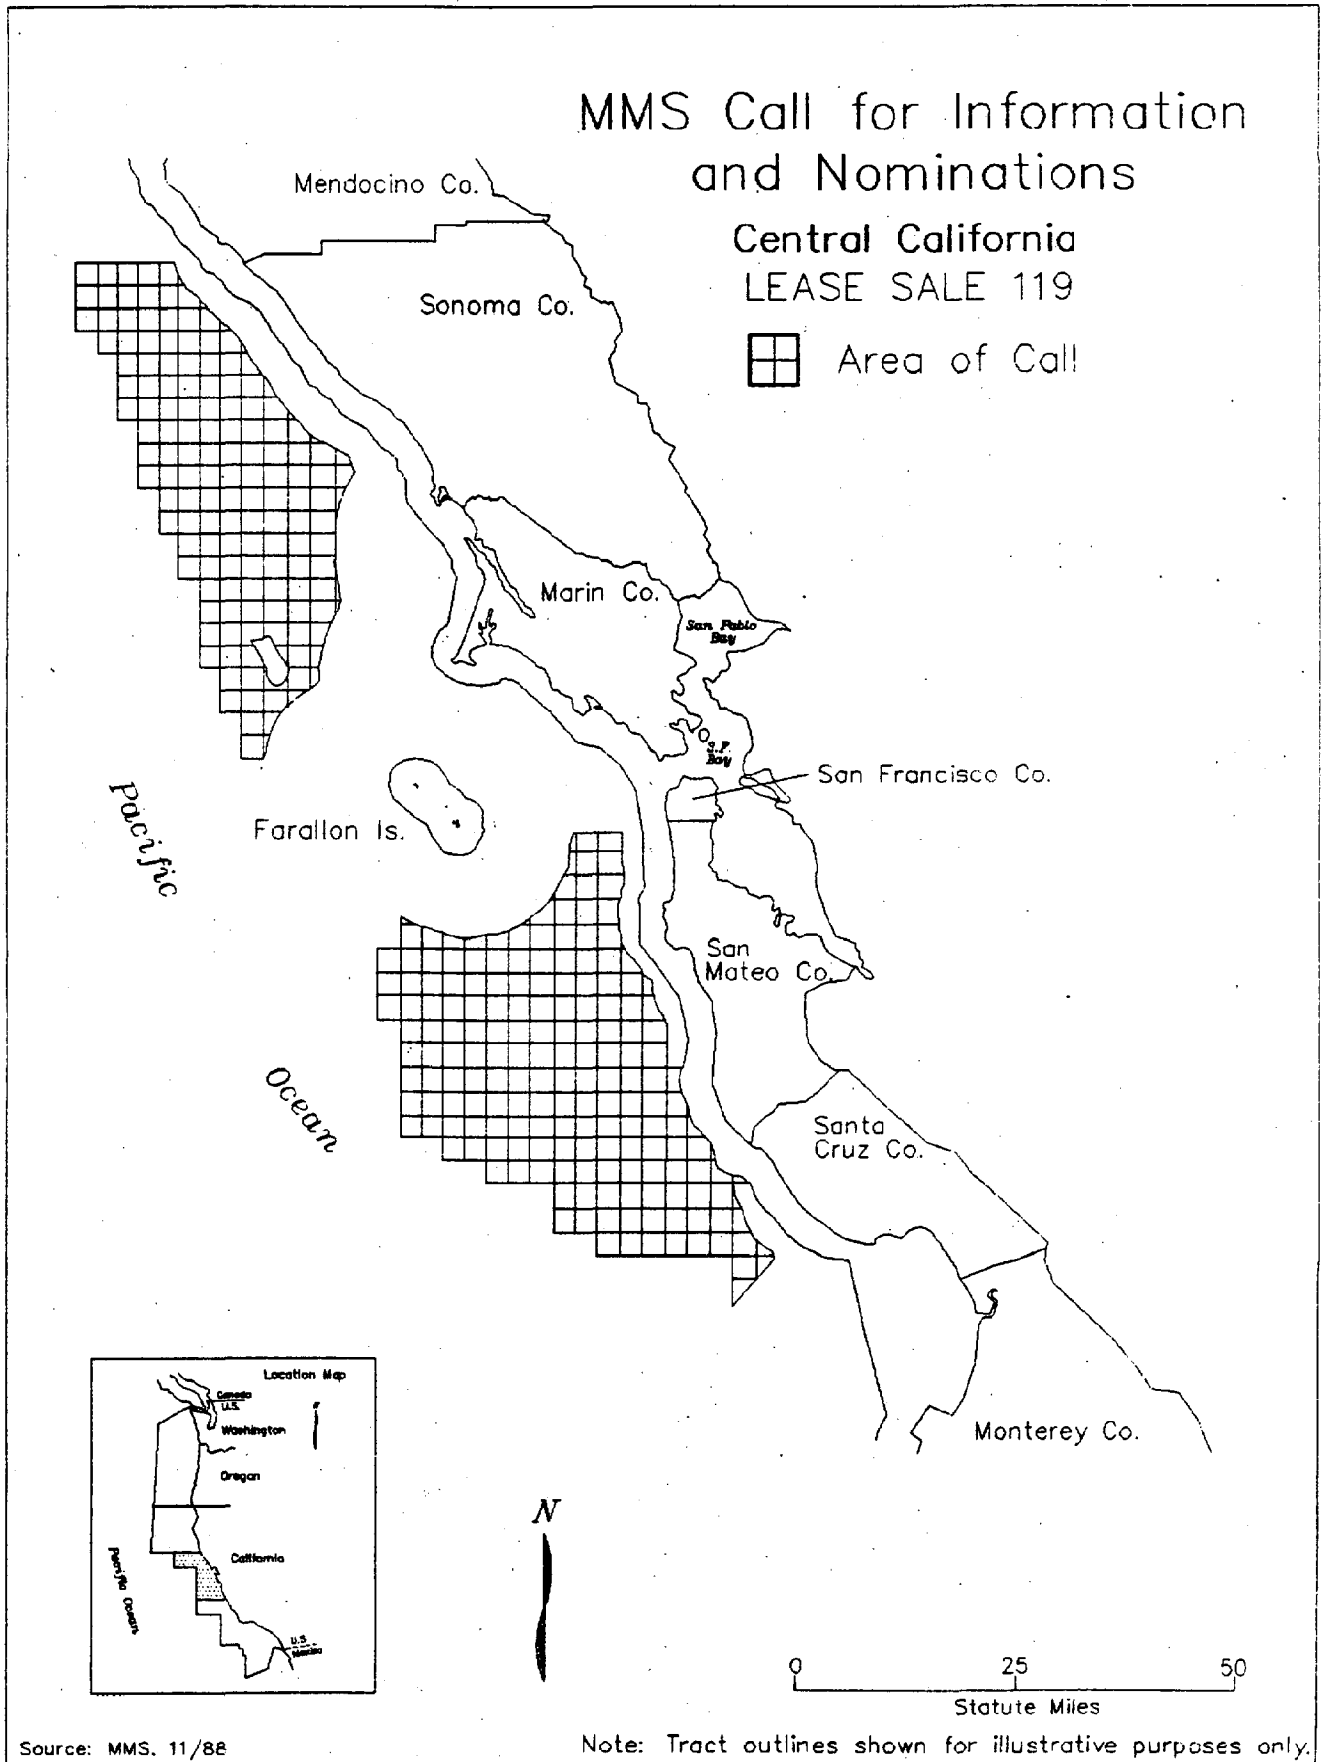 MMS Call for Information
and Nominations
Central California
LEASE SALE 119
Area of Call
Mendocino Co.
Sonoma Co.
Marin Co.
San Pablo
Bay
S.F.
Bay
San Francisco Co.
Farallon Is.
Pacific
Ocean
San
Mateo Co.
Santa
Cruz Co.
Monterey Co.
Location Map
Canada
U.S.
Washington
Oregon
California
Pacific Ocean
U.S.
Mexico
N
0 25 50
Statute Miles
Source: MMS. 11/88
Note: Tract outlines shown for illustrative purposes only.